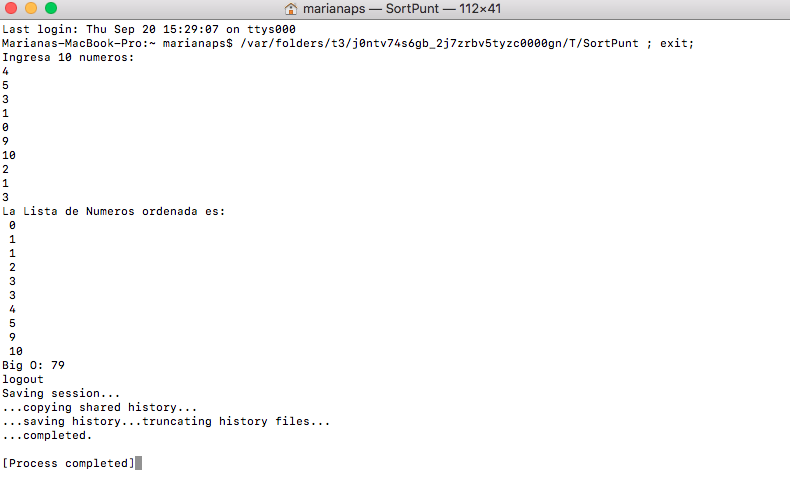 marianaps — SortPunt — 112×41
Last login: Thu Sep 20 15:29:07 on ttys000
Marianas-MacBook-Pro:~ marianaps$ /var/folders/t3/j0ntv74s6gb_2j7zrbv5tyzc0000gn/T/SortPunt ; exit;
Ingresa 10 numeros:
4
5
3
1
0
9
10
2
1
3
La Lista de Numeros ordenada es:
0
1
1
2
3
3
4
5
9
10
Big O: 79
logout
Saving session...
...copying shared history...
...saving history...truncating history files...
...completed.
[Process completed]